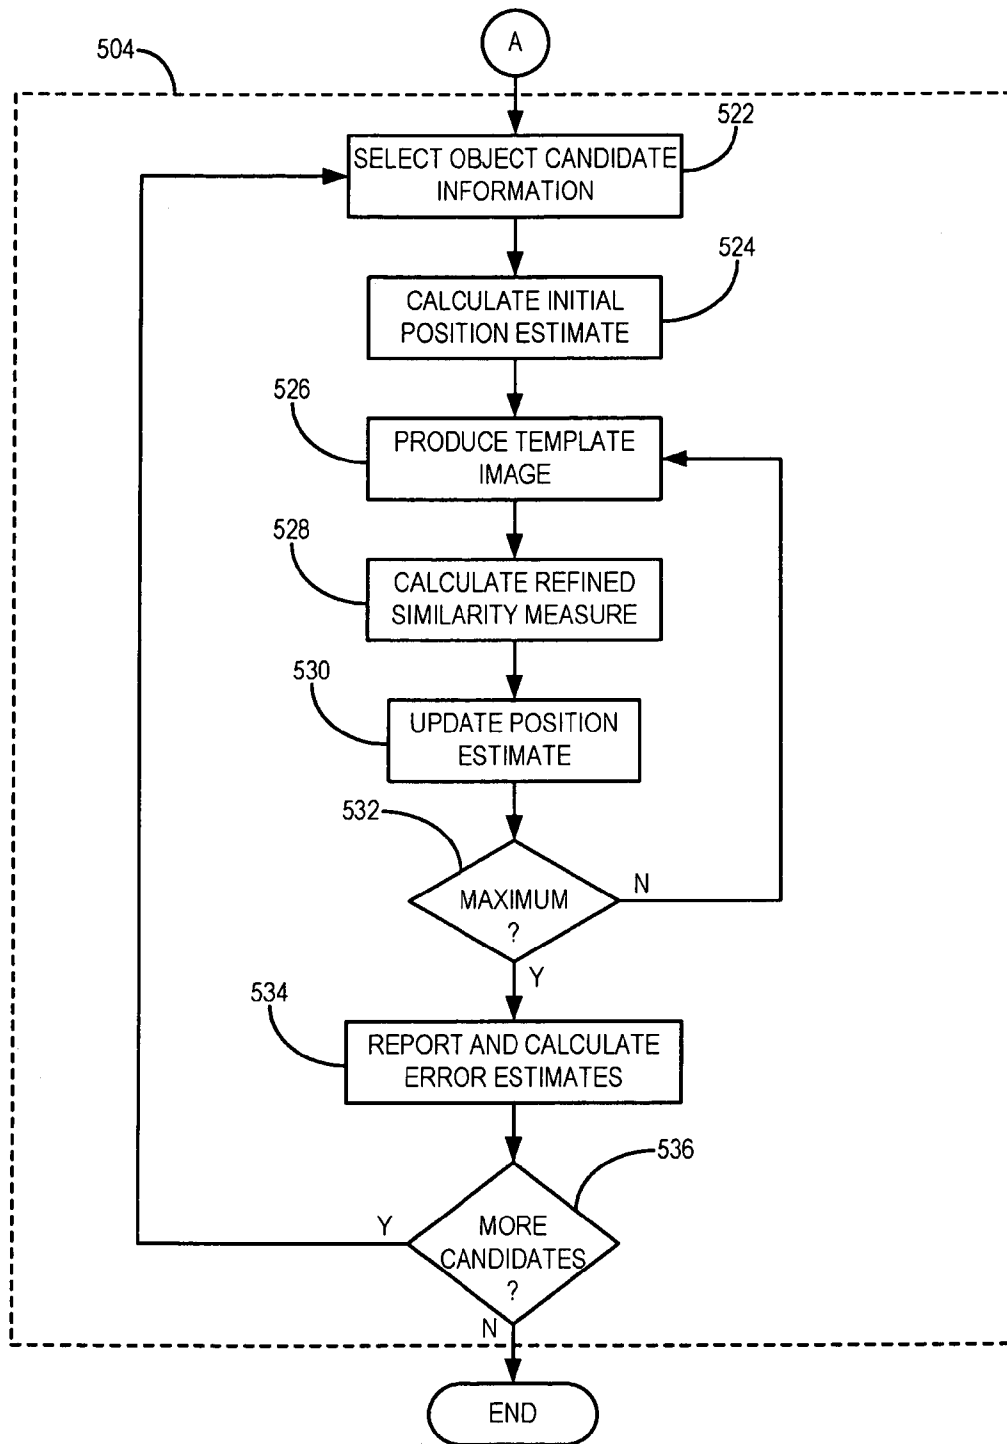 A
504
522
SELECT OBJECT CANDIDATE
INFORMATION
524
CALCULATE INITIAL
POSITION ESTIMATE
526
PRODUCE TEMPLATE
IMAGE
528
CALCULATE REFINED
SIMILARITY MEASURE
530
UPDATE POSITION
ESTIMATE
532
MAXIMUM
?
N
Y
534
REPORT AND CALCULATE
ERROR ESTIMATES
536
Y
MORE
CANDIDATES
?
N
END